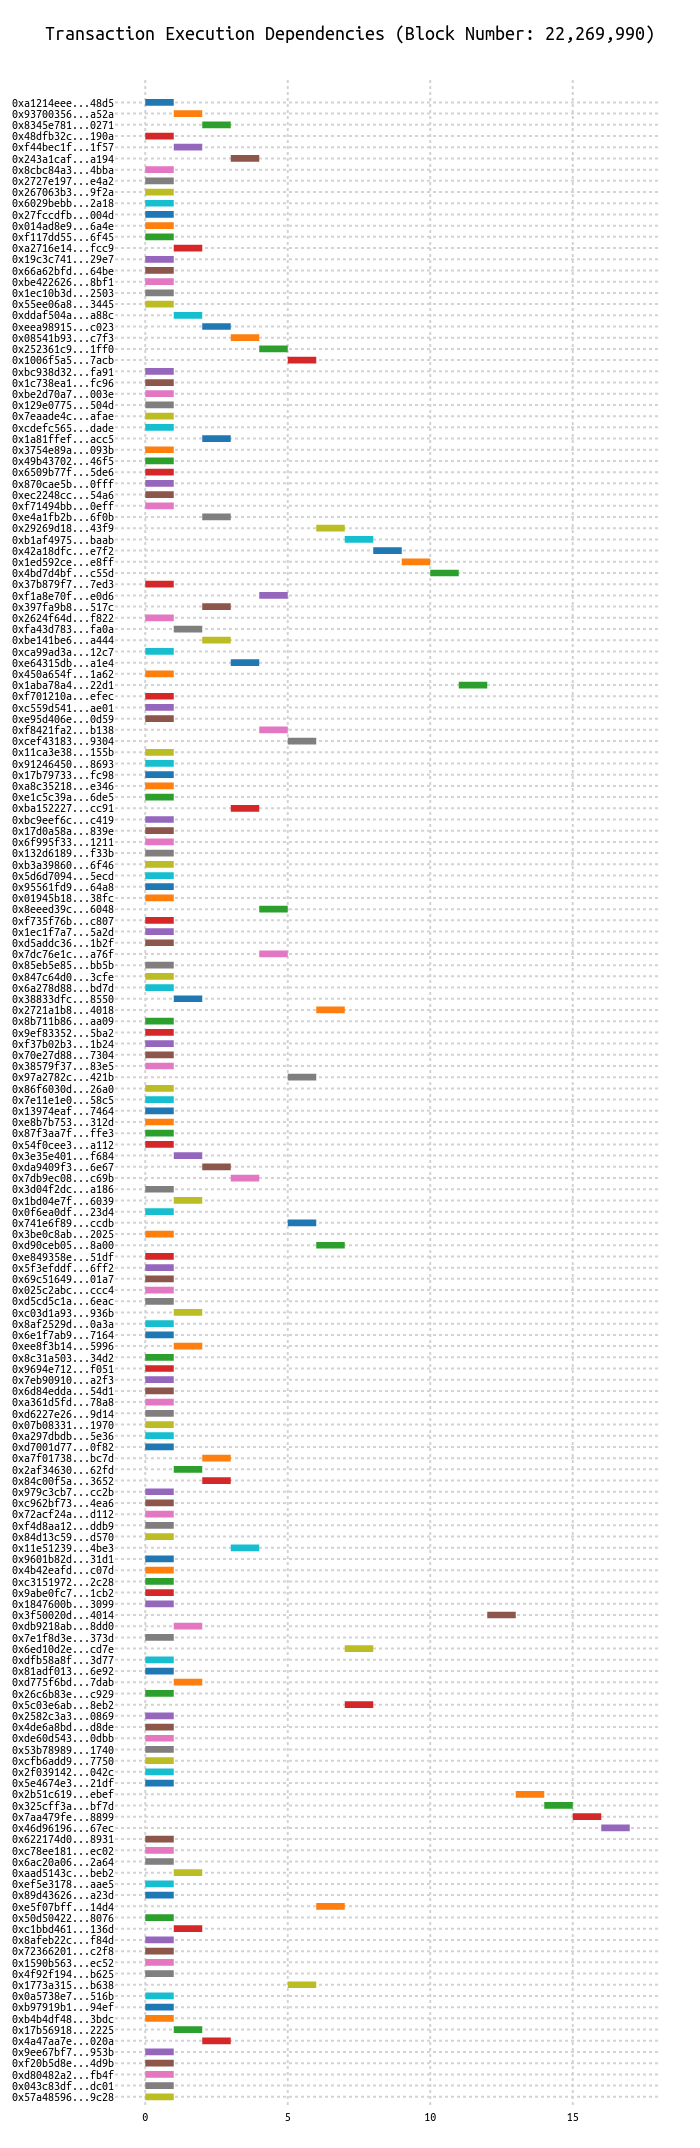 Transaction Execution Dependencies (Block Number: 22,269,990)
0xa1214eee...48d5
0x93700356...a52a
0x8345e781...0271
0x48dfb32c...190a
0xf44bec1f...1f57
0x243a1caf...a194
0x8cbc84a3...4bba
0x2727e197...e4a2
0x267063b3...9f2a
0x6029bebb...2a18
0x27fccdfb...004d
0x014ad8e9...6a4e
0xf117dd55...6f45
0xa2716e14...fcc9
0x19c3c741...29e7
0x66a62bfd...64be
0xbe422626...8bf1
0x1ec10b3d...2503
0x55ee06a8...3445
0xddaf504a...a88c
0xeea98915...c023
0x08541b93...c7f3
0x252361c9...1ff0
0x1006f5a5...7acb
0xbc938d32...fa91
0x1c738ea1...fc96
0xbe2d70a7...003e
0x129e0775...504d
0x7eaade4c...afae
0xcdefc565...dade
0x1a81ffef...acc5
0x3754e89a...093b
0x49b43702...46f5
0x6509b77f...5de6
0x870cae5b...0fff
0xec2248cc...54a6
0xf71494bb...0eff
0xe4a1fb2b...6f0b
0x29269d18...43f9
0xb1af4975...baab
0x42a18dfc...e7f2
0x1ed592ce...e8ff
0x4bd7d4bf...c55d
0x37b879f7...7ed3
0xf1a8e70f...e0d6
0x397fa9b8...517c
0x2624f64d...f822
0xfa43d783...fa0a
0xbe141be6...a444
0xca99ad3a...12c7
0xe64315db...a1e4
0x450a654f...1a62
0x1aba78a4...22d1
0xf701210a...efec
0xc559d541...ae01
0xe95d406e...0d59
0xf8421fa2...b138
0xcef43183...9304
0x11ca3e38...155b
0x91246450...8693
0x17b79733...fc98
0xa8c35218...e346
0xe1c5c39a...6de5
0xba152227...cc91
0xbc9eef6c...c419
0x17d0a58a...839e
0x6f995f33...1211
0x132d6189...f33b
0xb3a39860...6f46
0x5d6d7094...5ecd
0x95561fd9...64a8
0x01945b18...38fc
0x8eeed39c...6048
0xf735f76b...c807
0x1ec1f7a7...5a2d
0xd5addc36...1b2f
0x7dc76e1c...a76f
0x85eb5e85...bb5b
0x847c64d0...3cfe
0x6a278d88...bd7d
0x38833dfc...8550
0x2721a1b8...4018
0x8b711b86...aa09
0x9ef83352...5ba2
0xf37b02b3...1b24
0x70e27d88...7304
0x38579f37...83e5
0x97a2782c...421b
0x86f6030d...26a0
0x7e11e1e0...58c5
0x13974eaf...7464
0xe8b7b753...312d
0x87f3aa7f...ffe3
0x54f0cee3...a112
0x3e35e401...f684
0xda9409f3...6e67
0x7db9ec08...c69b
0x3d04f2dc...a186
0x1bd04e7f...6039
0x0f6ea0df...23d4
0x741e6f89...ccdb
0x3be0c8ab...2025
0xd90ceb05...8a00
0xe849358e...51df
0x5f3efddf...6ff2
0x69c51649...01a7
0x025c2abc...ccc4
0xd5cd5c1a...6eac
0xc03d1a93...936b
0x8af2529d...0a3a
0x6e1f7ab9...7164
0xee8f3b14...5996
0x8c31a503...34d2
0x9694e712...f051
0x7eb90910...a2f3
0x6d84edda...54d1
0xa361d5fd...78a8
0xd6227e26...9d14
0x07b08331...1970
0xa297dbdb...5e36
0xd7001d77...0f82
0xa7f01738...bc7d
0x2af34630...62fd
0x84c00f5a...3652
0x979c3cb7...cc2b
0xc962bf73...4ea6
0x72acf24a...d112
0xf4d8aa12...ddb9
0x84d13c59...d570
0x11e51239...4be3
0x9601b82d...31d1
0x4b42eafd...c07d
0xc3151972...2c28
0x9abe0fc7...1cb2
0x1847600b...3099
0x3f50020d...4014
0xdb9218ab...8dd0
0x7e1f8d3e...373d
0x6ed10d2e...cd7e
0xdfb58a8f...3d77
0x81adf013...6e92
0xd775f6bd...7dab
0x26c6b83e...c929
0x5c03e6ab...8eb2
0x2582c3a3...0869
0x4de6a8bd...d8de
0xde60d543...0dbb
0x53b78989...1740
0xcfb6add9...7750
0x2f039142...042c
0x5e4674e3...21df
0x2b51c619...ebef
0x325cff3a...bf7d
0x7aa479fe...8899
0x46d96196...67ec
0x622174d0...8931
0xc78ee181...ec02
0x6ac20a06...2a64
0xaad5143c...beb2
0xef5e3178...aae5
0x89d43626...a23d
0xe5f07bff...14d4
0x50d50422...8076
0xc1bbd461...136d
0x8afeb22c...f84d
0x72366201...c2f8
0x1590b563...ec52
0x4f92f194...b625
0x1773a315...b638
0x0a5738e7...516b
0xb97919b1...94ef
0xb4b4df48...3bdc
0x17b56918...2225
0x4a47aa7e...020a
0x9ee67bf7...953b
0xf20b5d8e...4d9b
0xd80482a2...fb4f
0x043c83df...dc01
0x57a48596...9c28
0 5 10 15